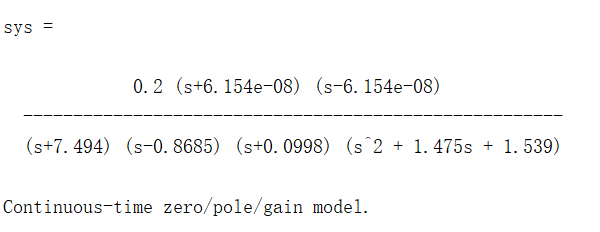 sys =
0.2 (s+6.154e-08) (s-6.154e-08)
--------------------------------------------------------
(s+7.494) (s-0.8685) (s+0.0998) (s^2 + 1.475s + 1.539)
Continuous-time zero/pole/gain model.